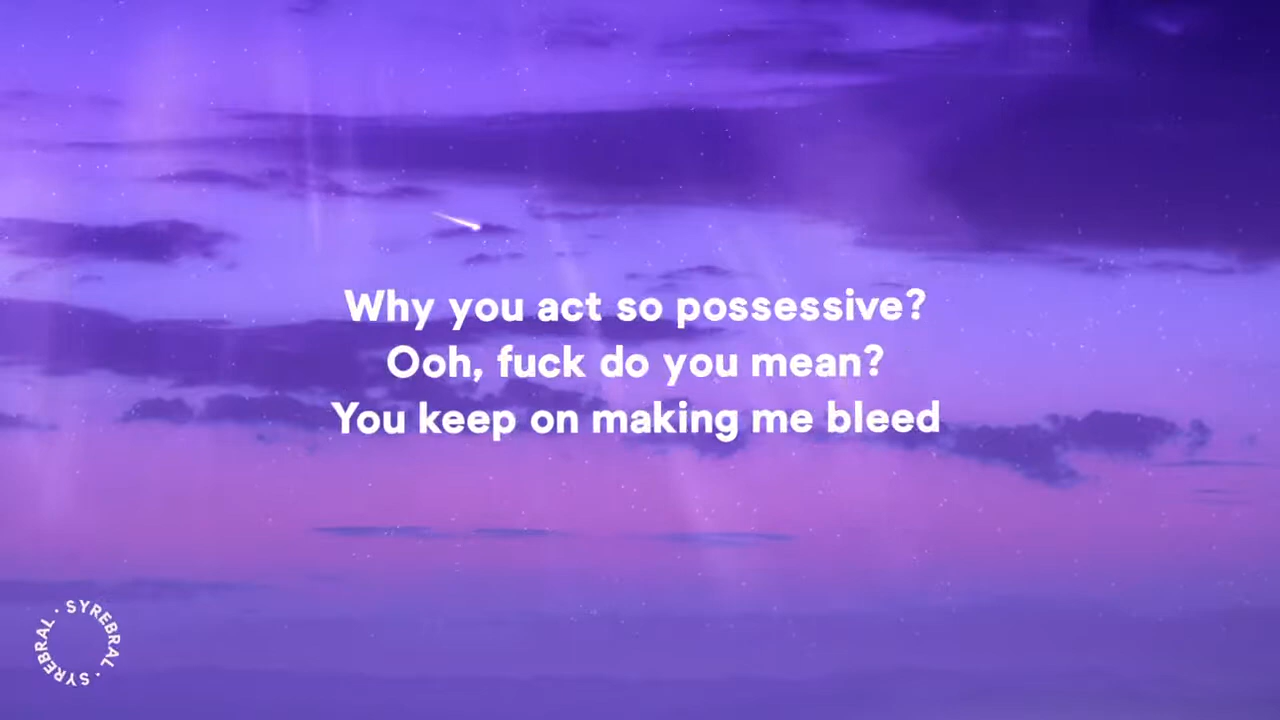 Why you act so possessive?
Ooh, fuck do you mean?
You keep on making me bleed
SYREBRAL · SYREBRAL ·